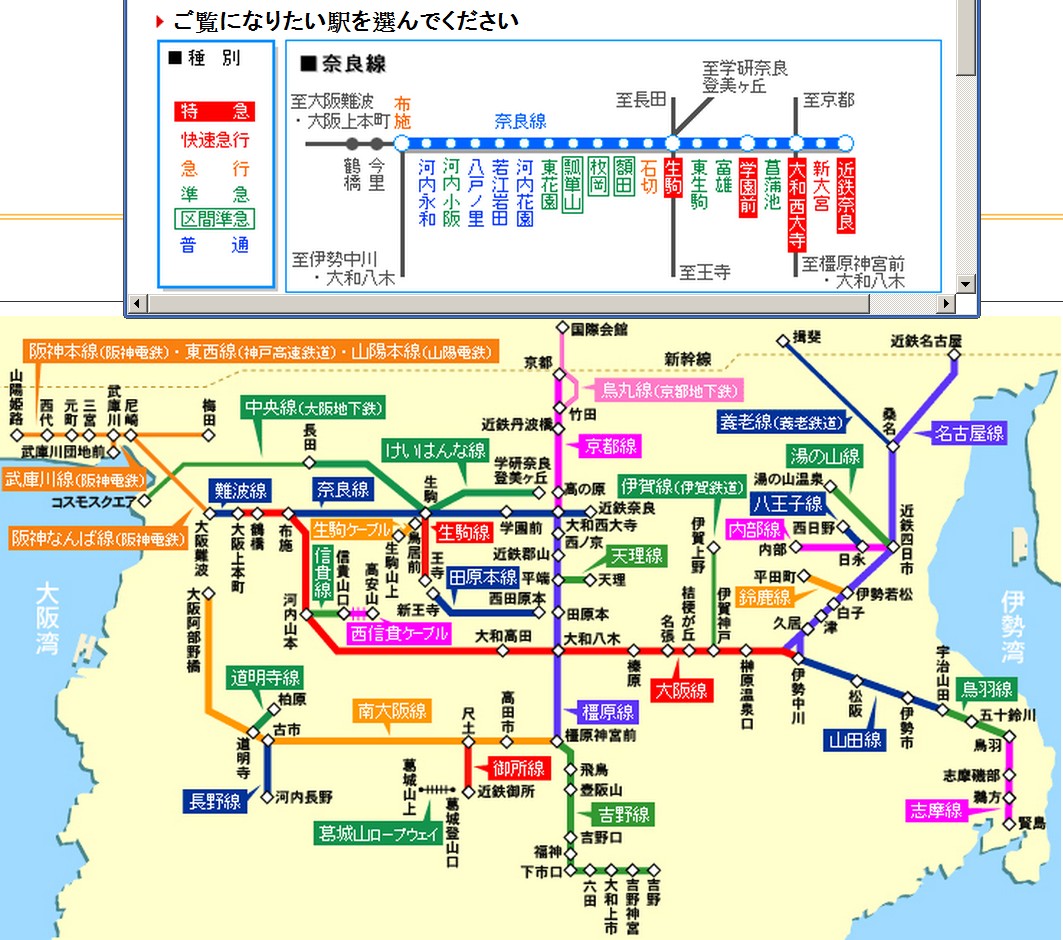 ご覧になりたい駅を選んでください
■種 別
特 急
快速急行
急 行
準 急
区間準急
普 通
■奈良線
至大阪難波
・大阪上本町
布施
奈良線
至長田
至学研奈良
登美ヶ丘
至京都
鶴橋
今里
河内永和
河内小阪
八戸ノ里
若江岩田
河内花園
東花園
瓢箪山
枚岡
額田
石切
生駒
東生駒
富雄
学園前
菖蒲池
大和西大寺
新大宮
近鉄奈良
至伊勢中川
・大和八木
至王寺
至橿原神宮前
・大和八木
国際会館
揖斐
近鉄名古屋
阪神本線(阪神電鉄)・東西線(神戸高速鉄道)・山陽本線(山陽電鉄)
新幹線
京都
烏丸線(京都地下鉄)
山陽姫路
西代
元町
三宮
武庫川
尼崎
梅田
中央線(大阪地下鉄)
竹田
養老線(養老鉄道)
桑名
名古屋線
長田
近鉄丹波橋
京都線
武庫川団地前
けいはんな線
湯の山線
武庫川線(阪神電鉄)
学研奈良
登美ヶ丘
湯の山温泉
コスモスクエア
難波線
奈良線
生駒
高の原
伊賀線(伊賀鉄道)
八王子線
近鉄奈良
大阪難波
大阪上本町
鶴橋
布施
生駒ケーブル
鳥居前
生駒線
学園前
大和西大寺
伊賀上野
内部線
西日野
近鉄四日市
阪神なんば線(阪神電鉄)
生駒山上
西ノ京
信貴線
信貴山口
高安山
王寺
近鉄郡山
天理線
内部
日永
田原本線
平端
天理
平田町
大阪湾
大阪阿部野橋
河内山本
新王寺
西田原本
田原本
桔梗が丘
伊賀神戸
鈴鹿線
伊勢若松
白子
伊勢湾
西信貴ケーブル
大和高田
大和八木
名張
久居
津
榛原
榊原温泉口
伊勢中川
宇治山田
道明寺線
柏原
大阪線
松阪
伊勢市
鳥羽線
五十鈴川
南大阪線
高田市
尺土
橿原線
道明寺
古市
橿原神宮前
山田線
鳥羽
御所線
飛鳥
葛城山上
志摩磯部
長野線
河内長野
近鉄御所
壺阪山
鵜方
葛城登山口
吉野線
志摩線
賢島
葛城山ロープウェイ
吉野口
福神
下市口
六田
大和上市
吉野神宮
吉野